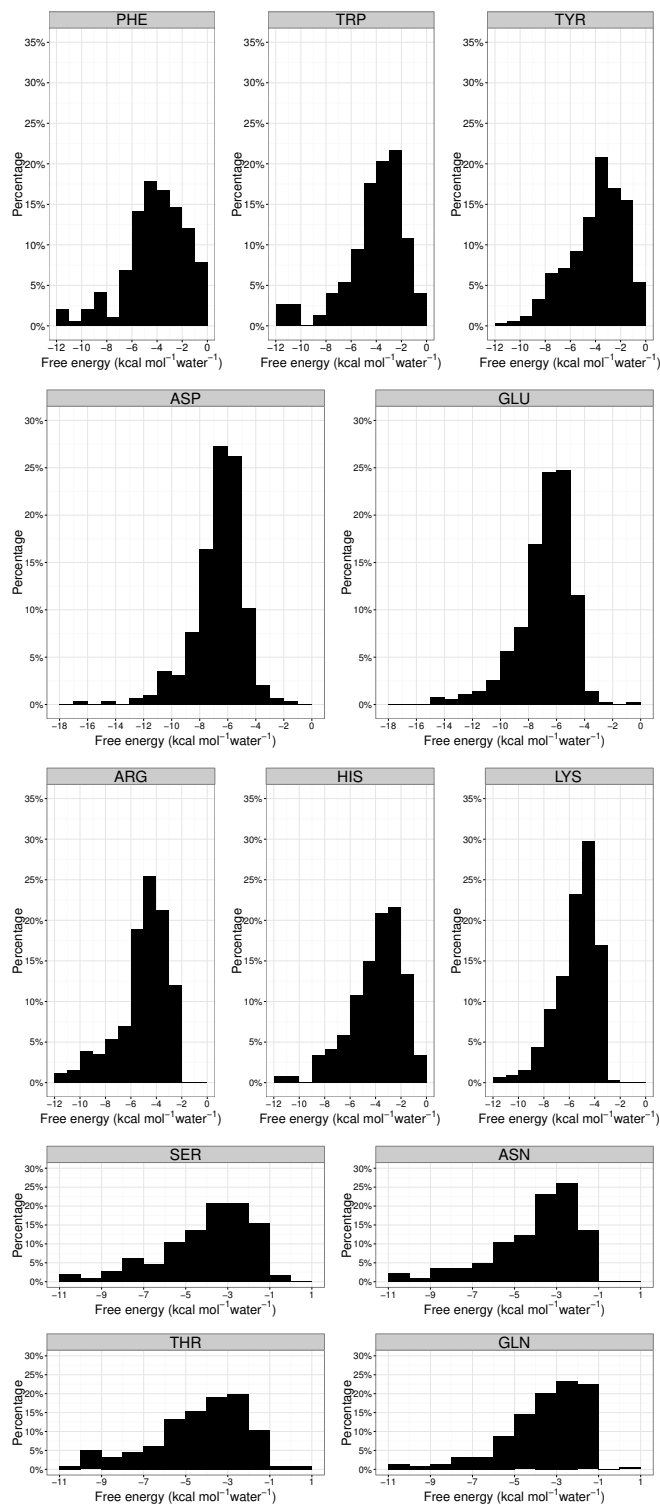 PHE TRP TYR
35% 35% 35%
30% 30% 30%
25% 25% 25%
20% 20% 20%
15% 15% 15%
10% 10% 10%
5% 5% 5%
0% 0% 0%
Percentage Percentage Percentage
−12 −10 −8 −6 −4 −2 0 −12 −10 −8 −6 −4 −2 0 −12 −10 −8 −6 −4 −2 0
Free energy (kcal mol⁻¹water⁻¹) Free energy (kcal mol⁻¹water⁻¹) Free energy (kcal mol⁻¹water⁻¹)
ASP GLU
30% 30%
25% 25%
20% 20%
15% 15%
10% 10%
5% 5%
0% 0%
Percentage Percentage
−18 −16 −14 −12 −10 −8 −6 −4 −2 0 −18 −16 −14 −12 −10 −8 −6 −4 −2 0
Free energy (kcal mol⁻¹water⁻¹) Free energy (kcal mol⁻¹water⁻¹)
ARG HIS LYS
35% 35% 35%
30% 30% 30%
25% 25% 25%
20% 20% 20%
15% 15% 15%
10% 10% 10%
5% 5% 5%
0% 0% 0%
Percentage Percentage Percentage
−12 −10 −8 −6 −4 −2 0 −12 −10 −8 −6 −4 −2 0 −12 −10 −8 −6 −4 −2 0
Free energy (kcal mol⁻¹water⁻¹) Free energy (kcal mol⁻¹water⁻¹) Free energy (kcal mol⁻¹water⁻¹)
SER ASN
30% 30%
25% 25%
20% 20%
15% 15%
10% 10%
5% 5%
0% 0%
Percentage Percentage
−11 −9 −7 −5 −3 −1 1 −11 −9 −7 −5 −3 −1 1
Free energy (kcal mol⁻¹water⁻¹) Free energy (kcal mol⁻¹water⁻¹)
THR GLN
30% 30%
25% 25%
20% 20%
15% 15%
10% 10%
5% 5%
0% 0%
Percentage Percentage
−11 −9 −7 −5 −3 −1 1 −11 −9 −7 −5 −3 −1 1
Free energy (kcal mol⁻¹water⁻¹) Free energy (kcal mol⁻¹water⁻¹)